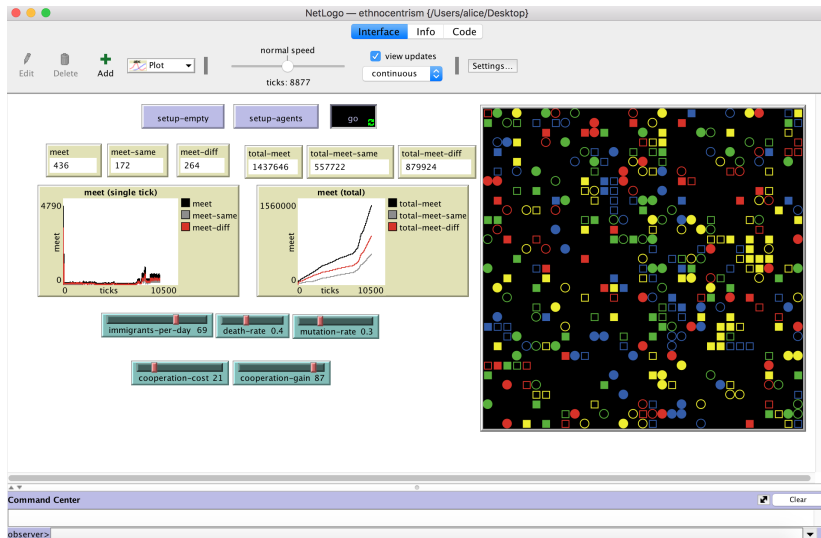 NetLogo — ethnocentrism {/Users/alice/Desktop}
Interface Info Code
Edit Delete Add Plot
normal speed
ticks: 8877
view updates
continuous
Settings...
setup-empty setup-agents go
meet meet-same meet-diff total-meet total-meet-same total-meet-diff
436 172 264 1437646 557722 879924
meet (single tick)
4790
meet
0
0 ticks 10500
meet
meet-same
meet-diff
meet (total)
1560000
meet
0
0 ticks 10500
total-meet
total-meet-same
total-meet-diff
immigrants-per-day 69 death-rate 0.4 mutation-rate 0.3
cooperation-cost 21 cooperation-gain 87
Command Center Clear
observer>